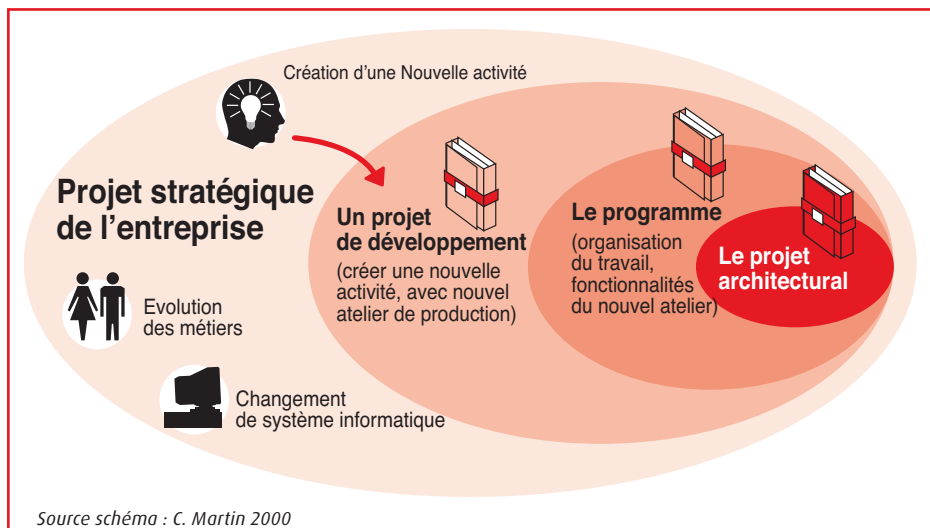 Création d'une Nouvelle activité
Projet stratégique
de l'entreprise
Un projet
de développement
(créer une nouvelle
activité, avec nouvel
atelier de production)
Le programme
(organisation
du travail,
fonctionnalités
du nouvel atelier)
Le projet
architectural
Evolution
des métiers
Changement
de système informatique
Source schéma : C. Martin 2000